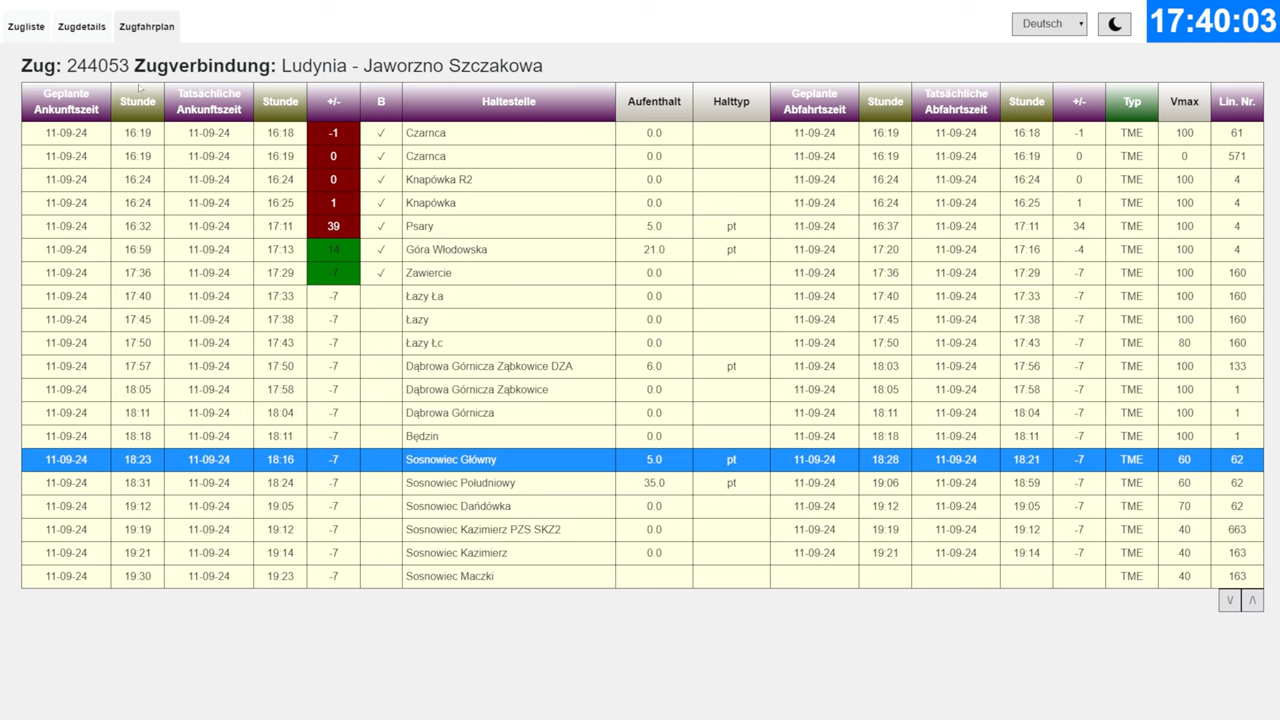 Zugliste Zugdetails Zugfahrplan Deutsch 17:40:03
Zug: 244053 Zugverbindung: Ludynia - Jaworzno Szczakowa
Geplante Ankunftszeit Stunde Tatsächliche Ankunftszeit Stunde +/- B Haltestelle Aufenthalt Halttyp Geplante Abfahrtszeit Stunde Tatsächliche Abfahrtszeit Stunde +/- Typ Vmax Lin. Nr.
11-09-24 16:19 11-09-24 16:18 -1 ✓ Czarnca 0.0 11-09-24 16:19 11-09-24 16:18 -1 TME 100 61
11-09-24 16:19 11-09-24 16:19 0 ✓ Czarnca 0.0 11-09-24 16:19 11-09-24 16:19 0 TME 0 571
11-09-24 16:24 11-09-24 16:24 0 ✓ Knapówka R2 0.0 11-09-24 16:24 11-09-24 16:24 0 TME 100 4
11-09-24 16:24 11-09-24 16:25 1 ✓ Knapówka 0.0 11-09-24 16:24 11-09-24 16:25 1 TME 100 4
11-09-24 16:32 11-09-24 17:11 39 ✓ Psary 5.0 pt 11-09-24 16:37 11-09-24 17:11 34 TME 100 4
11-09-24 16:59 11-09-24 17:13 14 ✓ Góra Włodowska 21.0 pt 11-09-24 17:20 11-09-24 17:16 -4 TME 100 4
11-09-24 17:36 11-09-24 17:29 -7 ✓ Zawiercie 0.0 11-09-24 17:36 11-09-24 17:29 -7 TME 100 160
11-09-24 17:40 11-09-24 17:33 -7 Łazy Ła 0.0 11-09-24 17:40 11-09-24 17:33 -7 TME 100 160
11-09-24 17:45 11-09-24 17:38 -7 Łazy 0.0 11-09-24 17:45 11-09-24 17:38 -7 TME 100 160
11-09-24 17:50 11-09-24 17:43 -7 Łazy Łc 0.0 11-09-24 17:50 11-09-24 17:43 -7 TME 80 160
11-09-24 17:57 11-09-24 17:50 -7 Dąbrowa Górnicza Ząbkowice DZA 6.0 pt 11-09-24 18:03 11-09-24 17:56 -7 TME 100 133
11-09-24 18:05 11-09-24 17:58 -7 Dąbrowa Górnicza Ząbkowice 0.0 11-09-24 18:05 11-09-24 17:58 -7 TME 100 1
11-09-24 18:11 11-09-24 18:04 -7 Dąbrowa Górnicza 0.0 11-09-24 18:11 11-09-24 18:04 -7 TME 100 1
11-09-24 18:18 11-09-24 18:11 -7 Będzin 0.0 11-09-24 18:18 11-09-24 18:11 -7 TME 100 1
11-09-24 18:23 11-09-24 18:16 -7 Sosnowiec Główny 5.0 pt 11-09-24 18:28 11-09-24 18:21 -7 TME 60 62
11-09-24 18:31 11-09-24 18:24 -7 Sosnowiec Południowy 35.0 pt 11-09-24 19:06 11-09-24 18:59 -7 TME 60 62
11-09-24 19:12 11-09-24 19:05 -7 Sosnowiec Dańdówka 0.0 11-09-24 19:12 11-09-24 19:05 -7 TME 70 62
11-09-24 19:19 11-09-24 19:12 -7 Sosnowiec Kazimierz PZS SKZ2 0.0 11-09-24 19:19 11-09-24 19:12 -7 TME 40 663
11-09-24 19:21 11-09-24 19:14 -7 Sosnowiec Kazimierz 0.0 11-09-24 19:21 11-09-24 19:14 -7 TME 40 163
11-09-24 19:30 11-09-24 19:23 -7 Sosnowiec Maczki TME 40 163